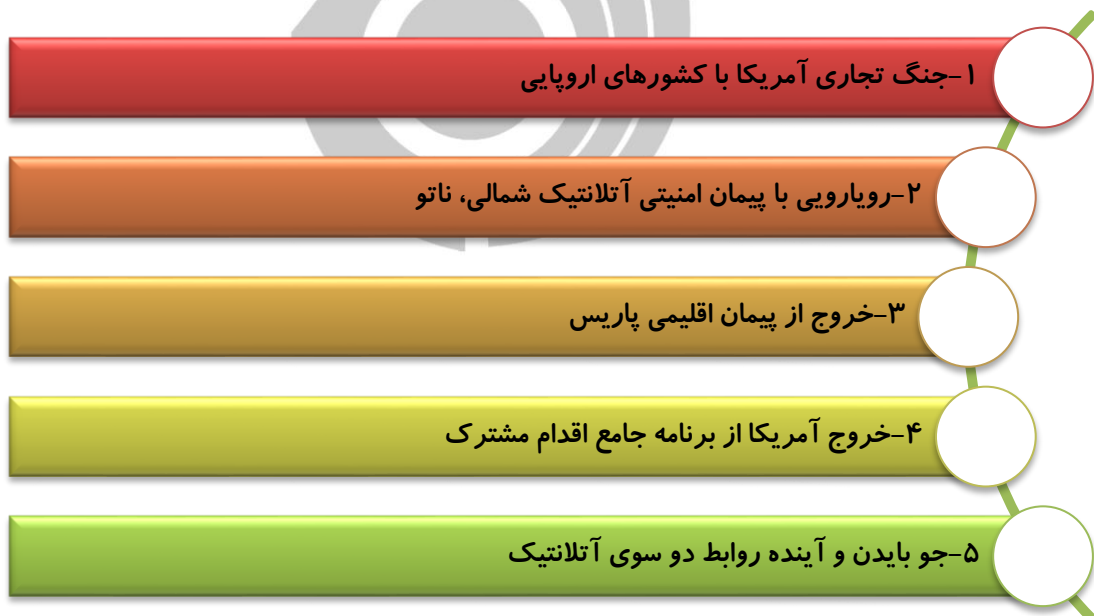 ۱-جنگ تجاری آمریکا با کشورهای اروپایی
۲-رویارویی با پیمان امنیتی آتلانتیک شمالی، ناتو
۳-خروج از پیمان اقلیمی پاریس
۴-خروج آمریکا از برنامه جامع اقدام مشترک
۵-جو بایدن و آینده روابط دو سوی آتلانتیک